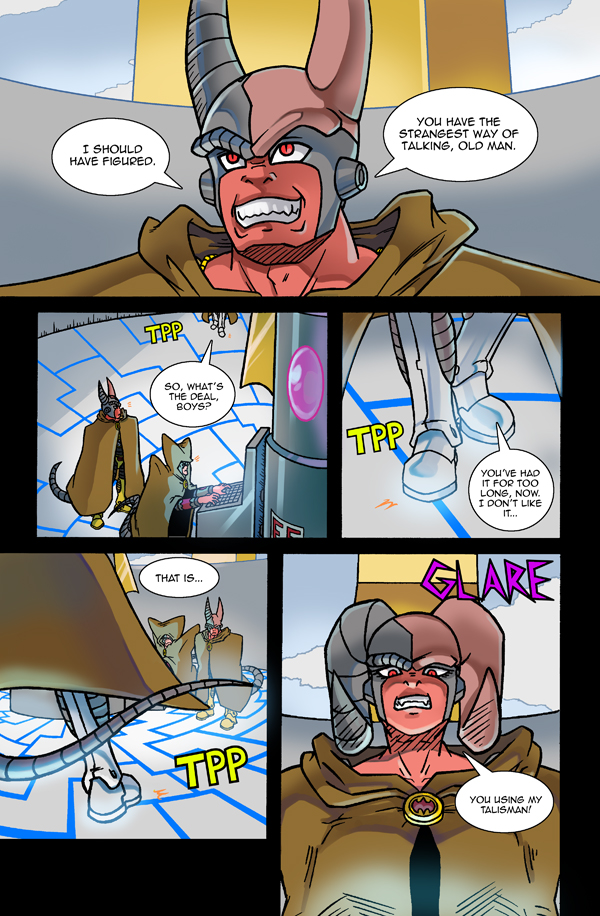 I SHOULD
HAVE FIGURED.
YOU HAVE THE
STRANGEST WAY OF
TALKING, OLD MAN.
TPP
SO, WHAT'S
THE DEAL,
BOYS?
TPP
YOU'VE HAD
IT FOR TOO
LONG, NOW.
I DON'T LIKE
IT...
THAT IS...
TPP
GLARE
YOU USING MY
TALISMAN!